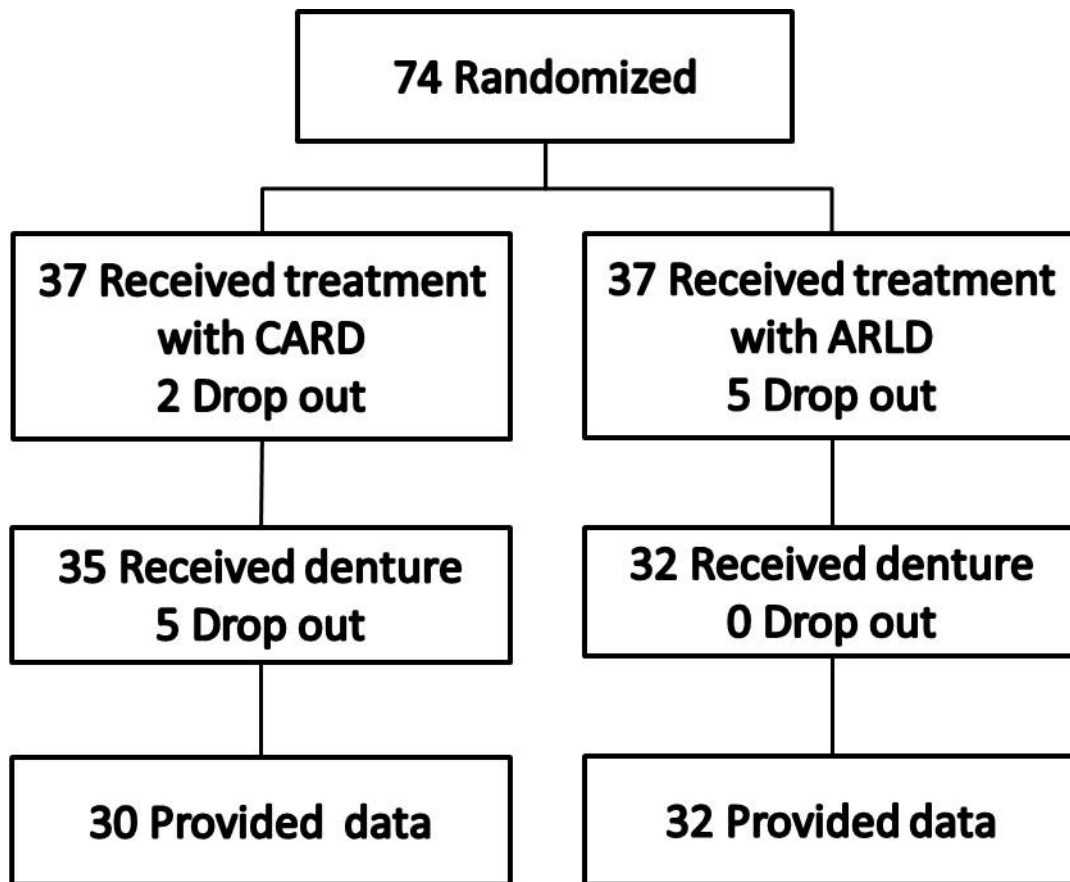 74 Randomized
37 Received treatment
with CARD
2 Drop out
37 Received treatment
with ARLD
5 Drop out
35 Received denture
5 Drop out
32 Received denture
0 Drop out
30 Provided data
32 Provided data